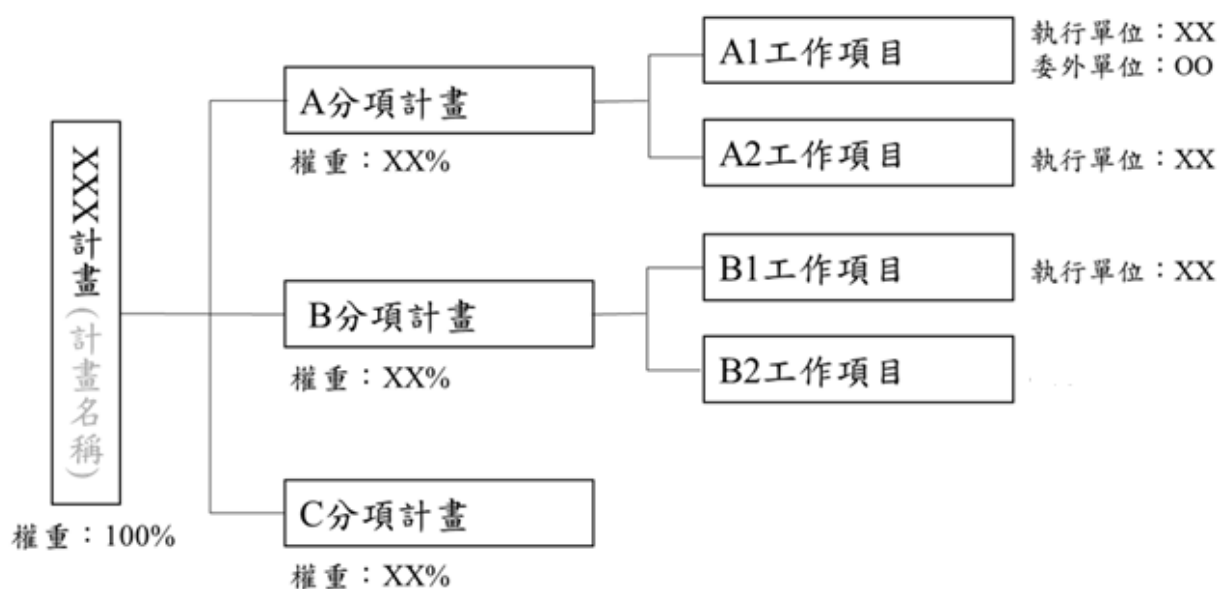 XXX計畫(計畫名稱)
權重：100%
A分項計畫
權重：XX%
A1工作項目
執行單位：XX
委外單位：OO
A2工作項目
執行單位：XX
B分項計畫
權重：XX%
B1工作項目
執行單位：XX
B2工作項目
C分項計畫
權重：XX%